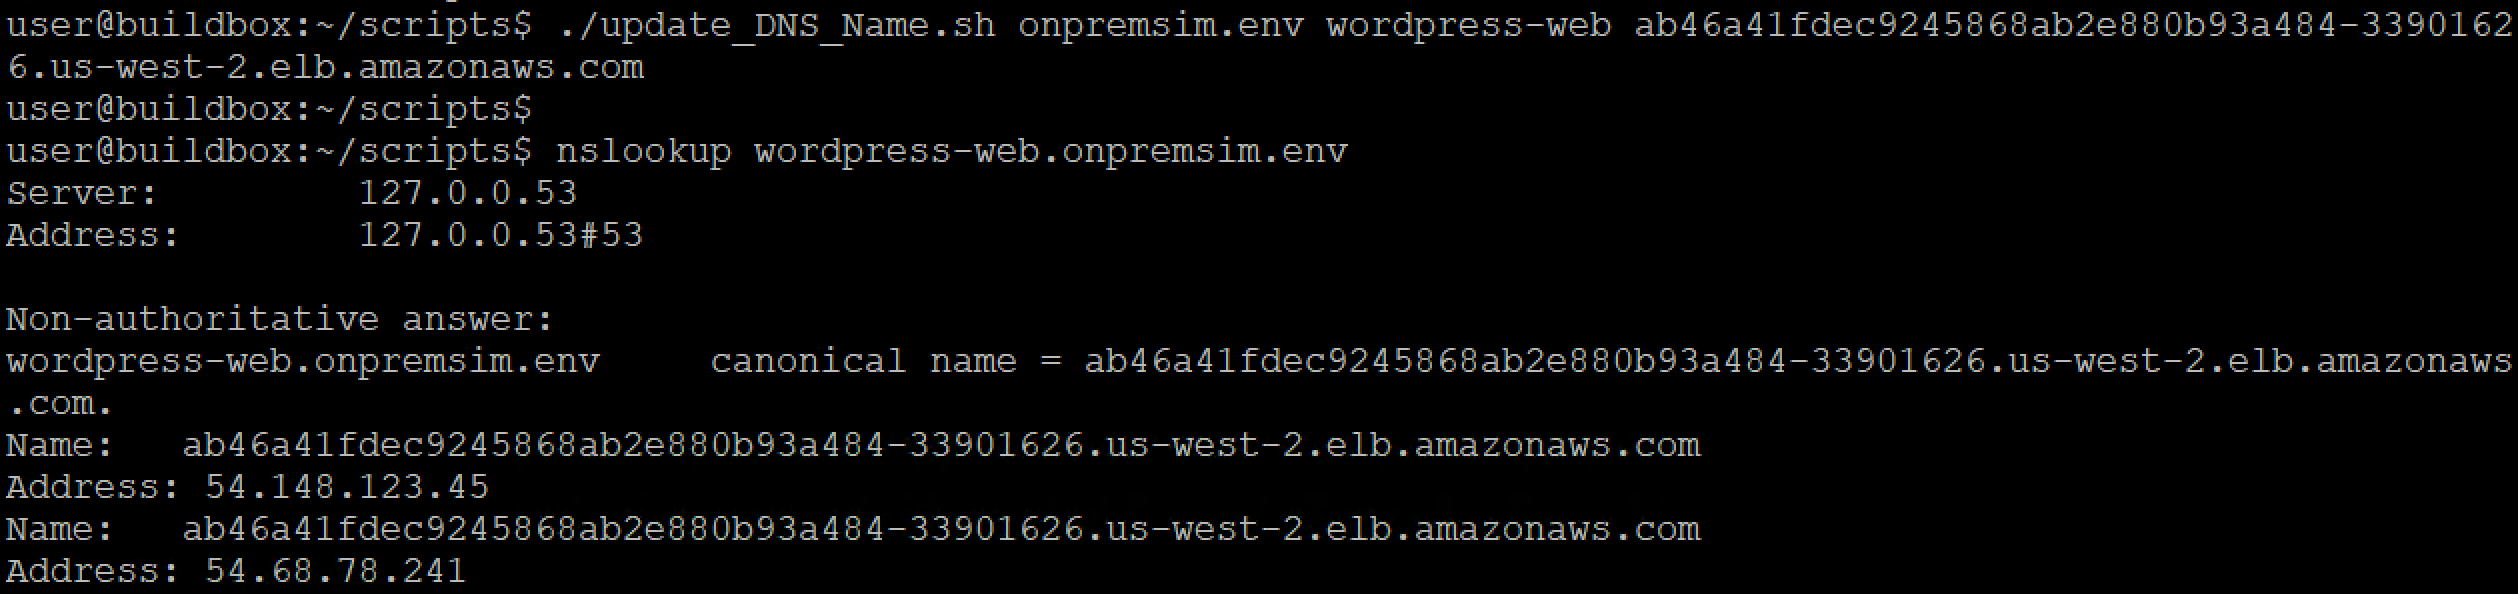 user@buildbox:~/scripts$ ./update_DNS_Name.sh onpremsim.env wordpress-web ab46a41fdec9245868ab2e880b93a484-3390162
6.us-west-2.elb.amazonaws.com
user@buildbox:~/scripts$
user@buildbox:~/scripts$ nslookup wordpress-web.onpremsim.env
Server:         127.0.0.53
Address:        127.0.0.53#53

Non-authoritative answer:
wordpress-web.onpremsim.env     canonical name = ab46a41fdec9245868ab2e880b93a484-33901626.us-west-2.elb.amazonaws
.com.
Name:   ab46a41fdec9245868ab2e880b93a484-33901626.us-west-2.elb.amazonaws.com
Address: 54.148.123.45
Name:   ab46a41fdec9245868ab2e880b93a484-33901626.us-west-2.elb.amazonaws.com
Address: 54.68.78.241